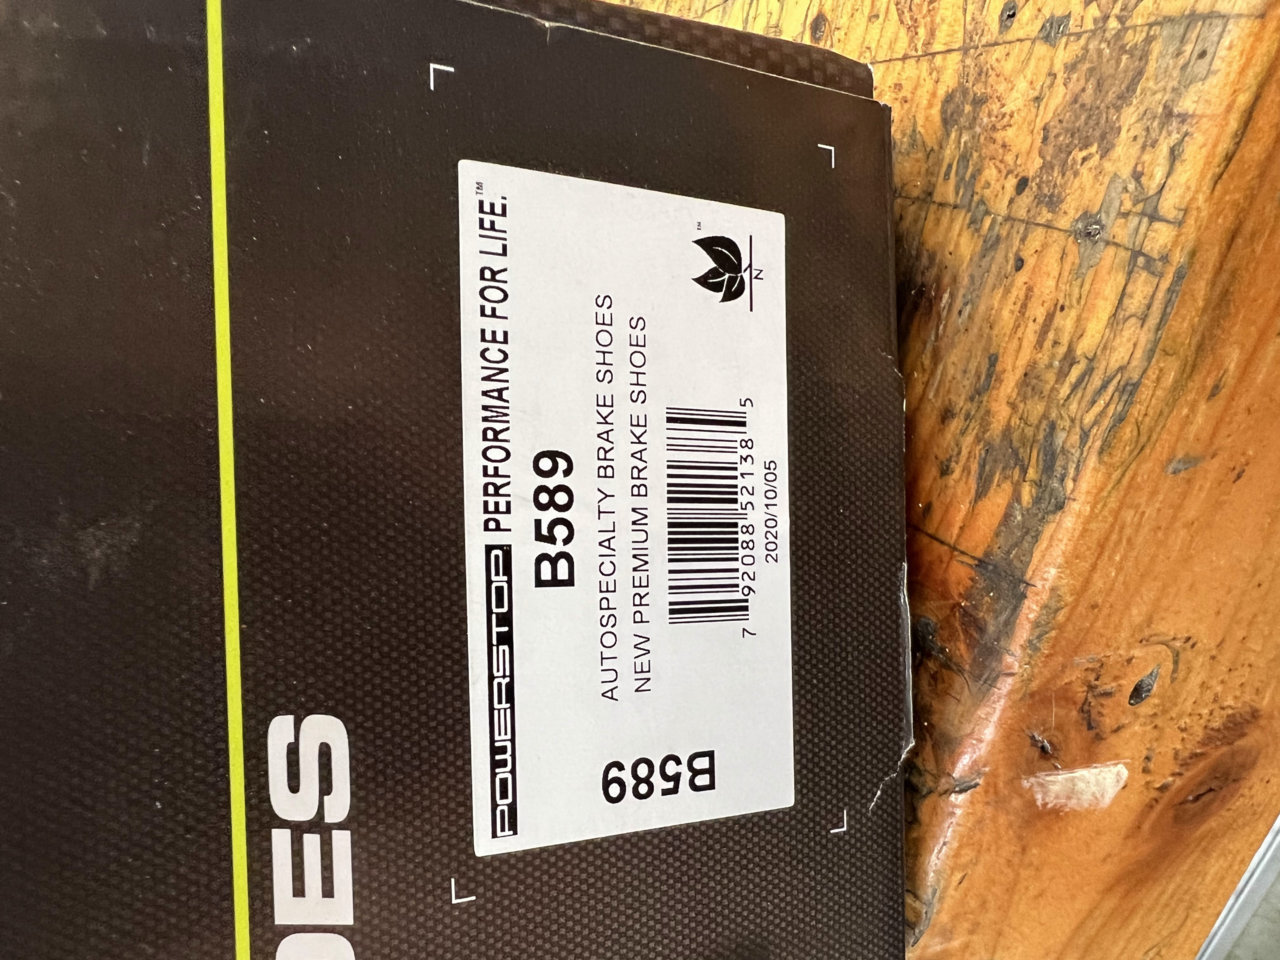 POWERSTOP PERFORMANCE FOR LIFE.™
B589
AUTOSPECIALTY BRAKE SHOES
NEW PREMIUM BRAKE SHOES
B589
7 92088 52138 5
2020/10/05
™
N
OES